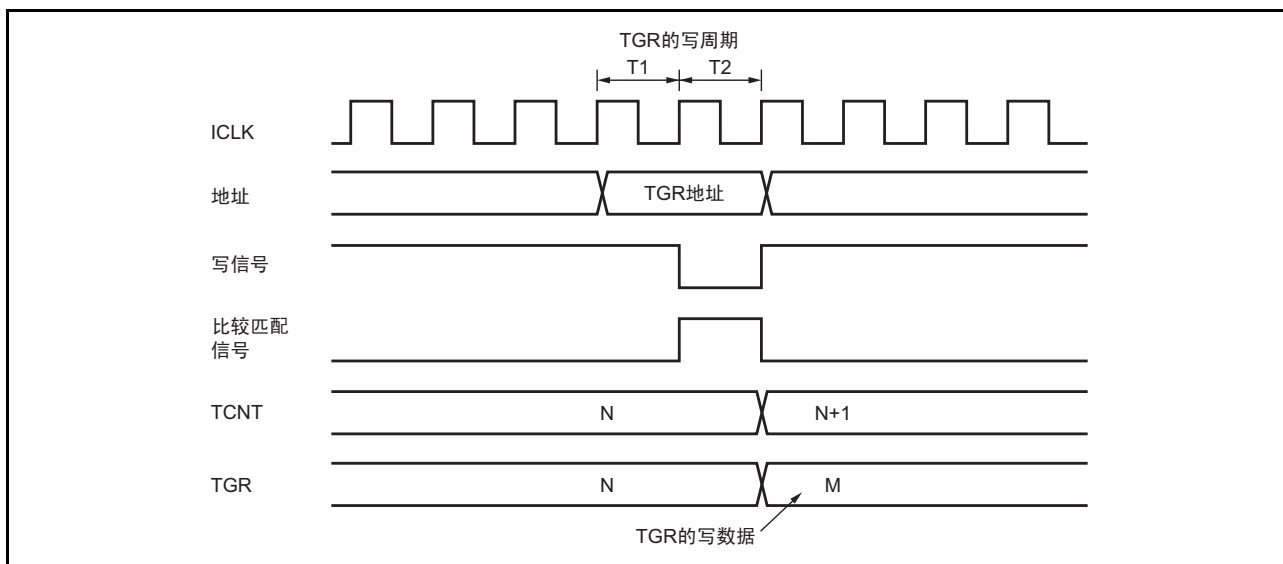 TGR的写周期
T1 T2
ICLK
地址 TGR地址
写信号
比较匹配
信号
TCNT N N+1
TGR N M
TGR的写数据